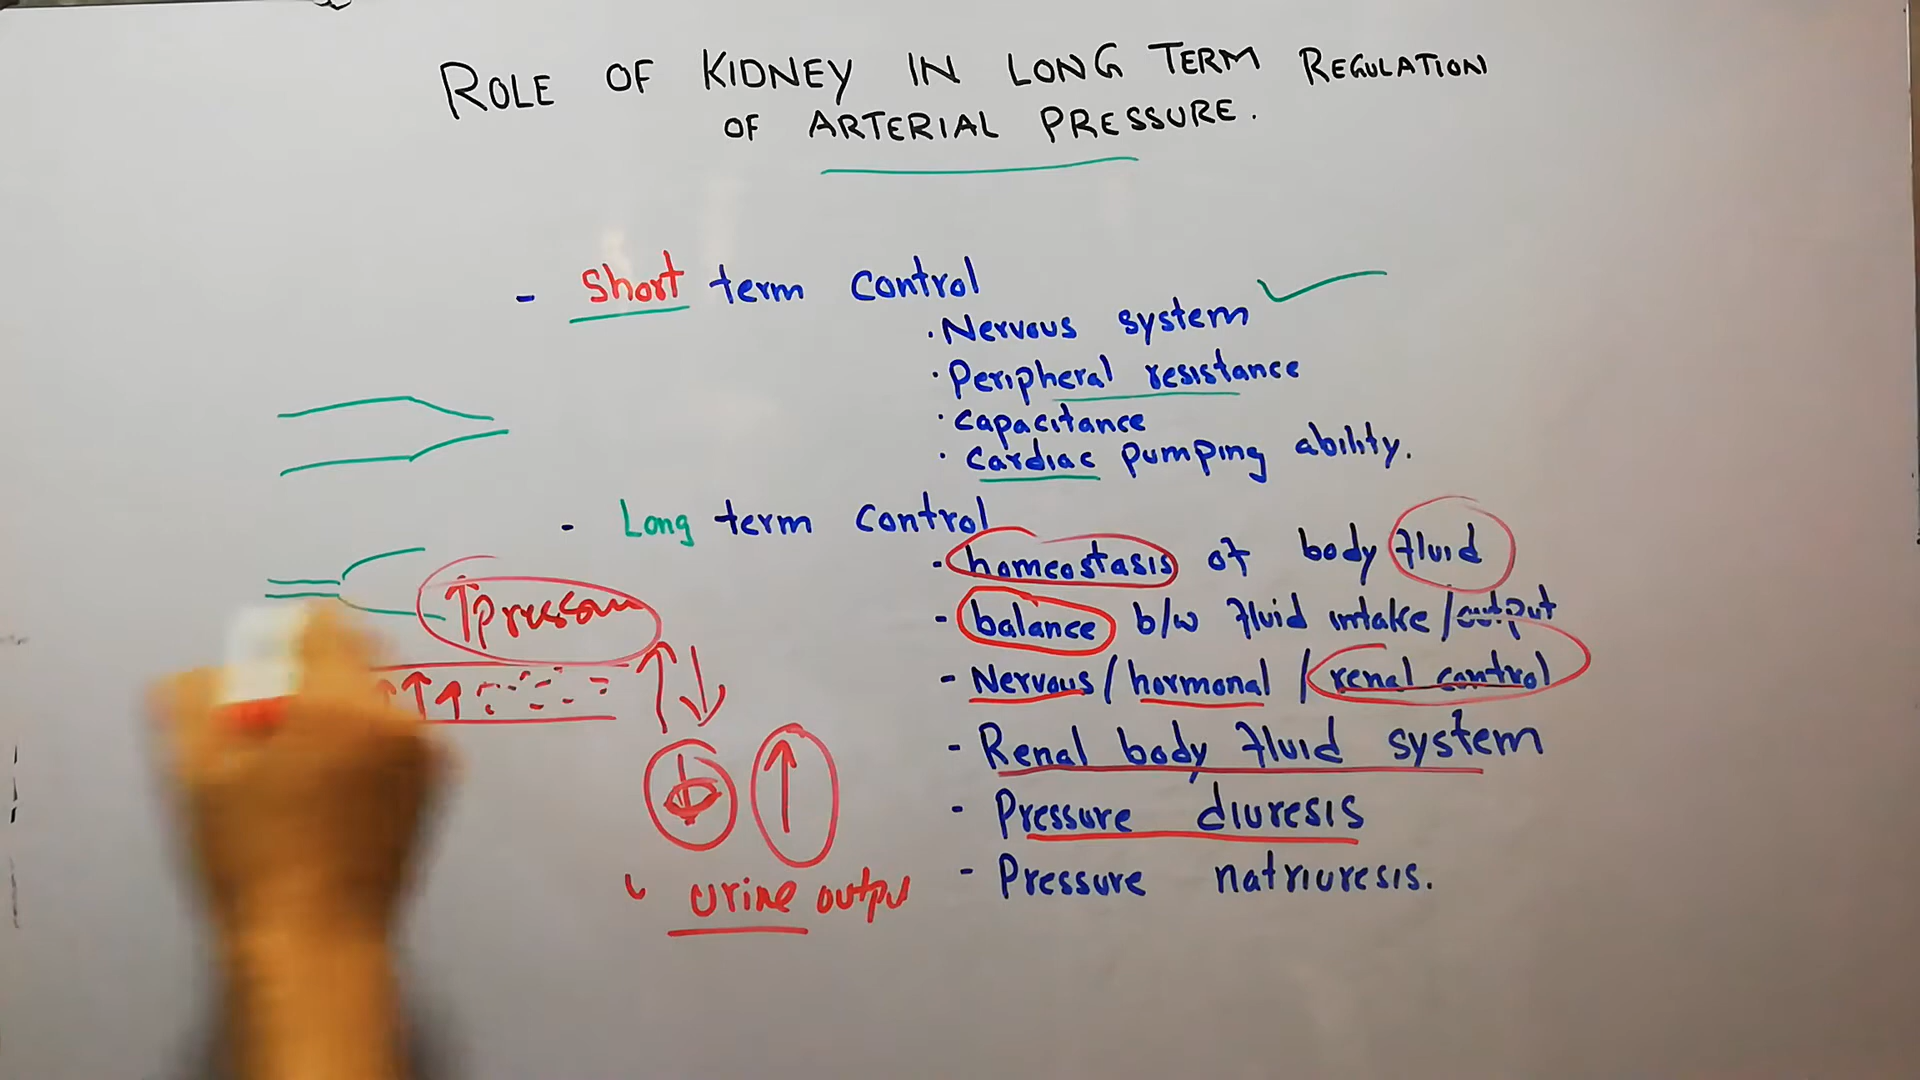 ROLE OF KIDNEY IN LONG TERM REGULATION
OF ARTERIAL PRESSURE.
- Short term control
. Nervous system
. Peripheral resistance
. Capacitance
. Cardiac pumping ability.
- Long term control
. homeostasis of body fluid
- balance b/w fluid intake/output
- Nervous / hormonal / renal control
- Renal body fluid system
- Pressure diuresis
- Pressure natriuresis.
urine output